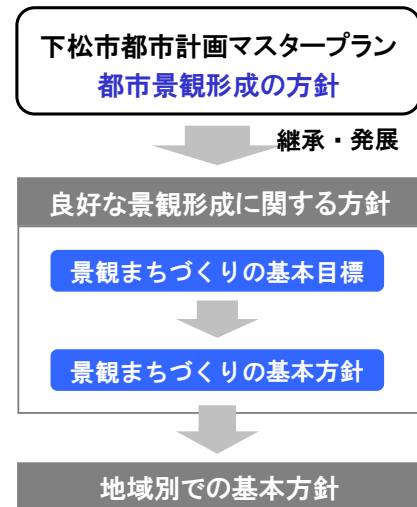 下松市都市計画マスタープラン
都市景観形成の方針
継承・発展
良好な景観形成に関する方針
景観まちづくりの基本目標
景観まちづくりの基本方針
地域別での基本方針